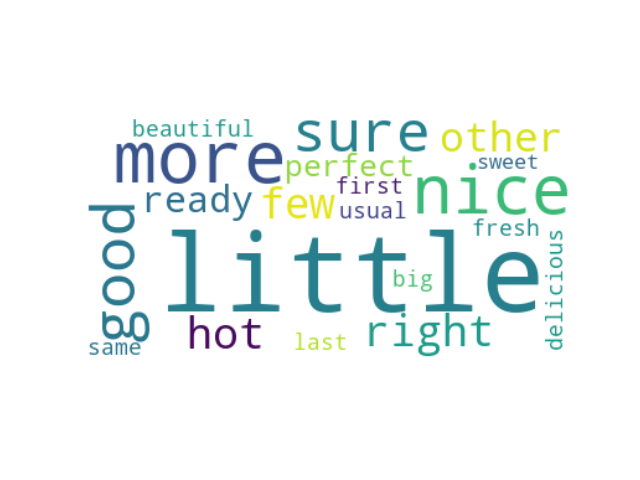 beautiful
sure
other
more
perfect
sweet
first
nice
ready
few
usual
good
fresh
little
big
delicious
hot
right
last
same